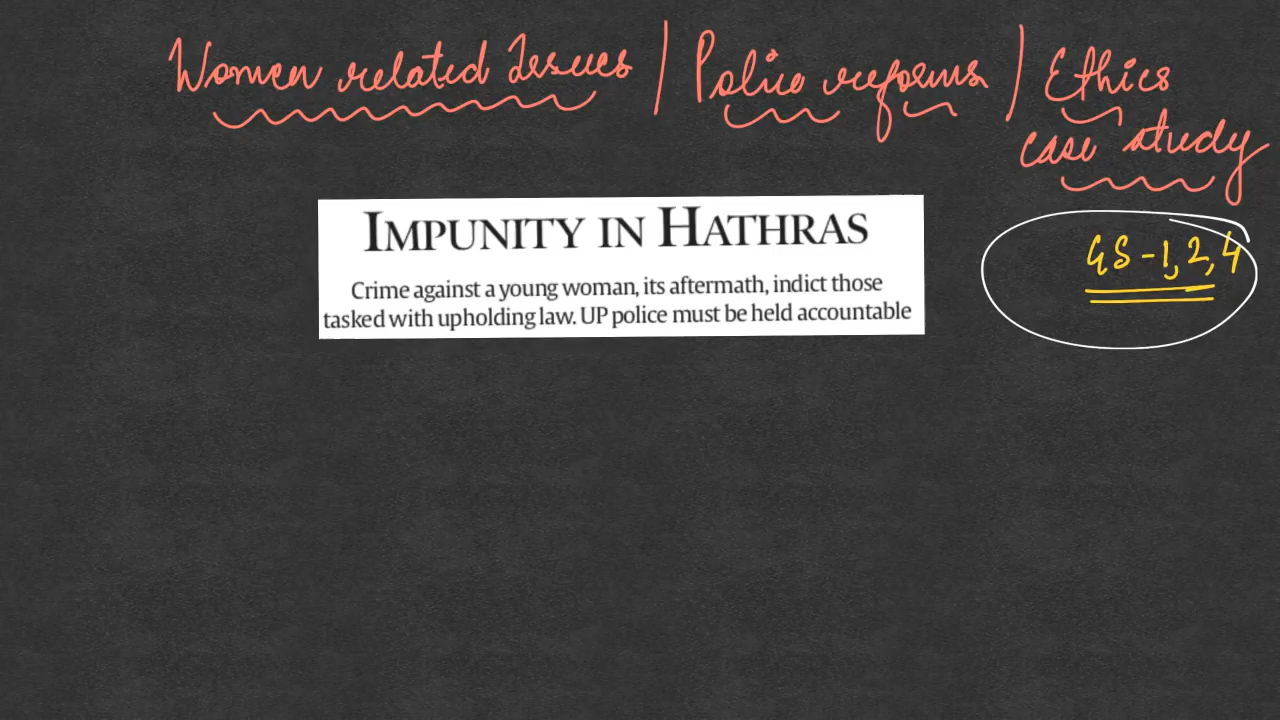 Women related Issues | Police reforms | Ethics
case study
IMPUNITY IN HATHRAS
GS - 1, 2, 4
Crime against a young woman, its aftermath, indict those
tasked with upholding law. UP police must be held accountable